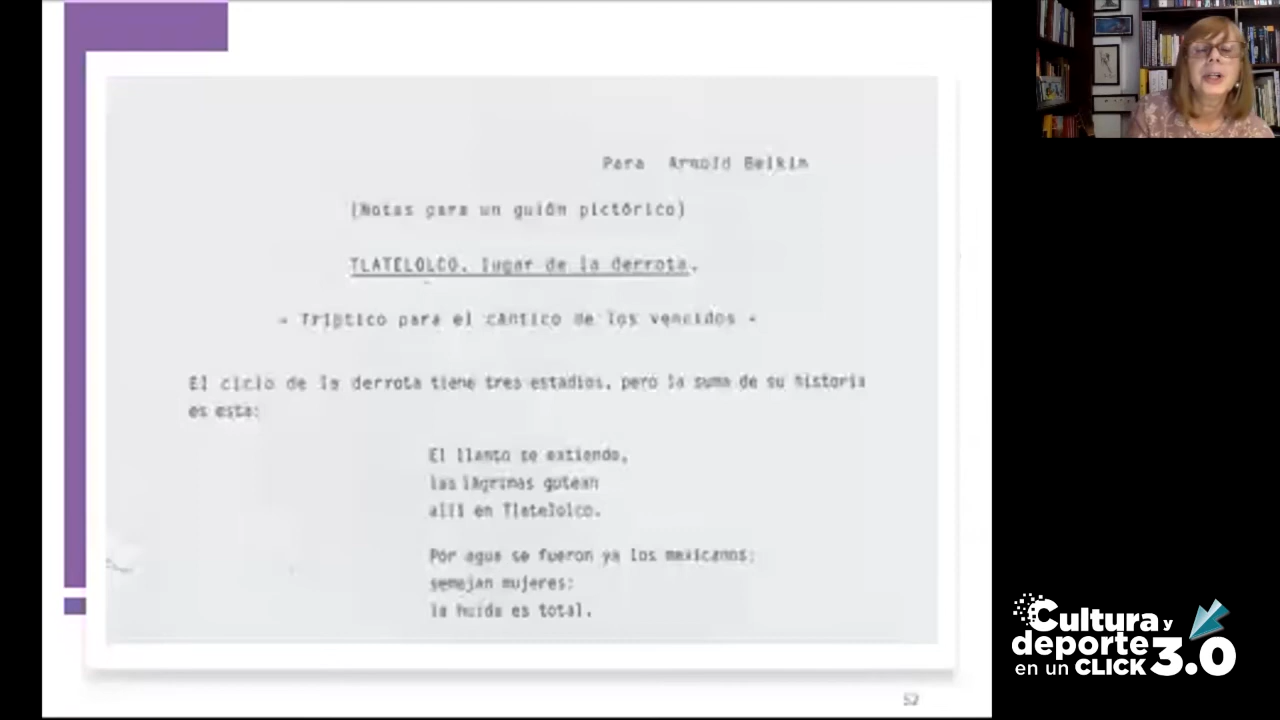 Para Arnold Belkin
(Notas para un guión pictórico)
TLATELOLCO, lugar de la derrota.
- Tríptico para el cántico de los vencidos -
El ciclo de la derrota tiene tres estadios, pero la suma de su historia
es esta:
El llanto se extiende,
las lágrimas gotean
allí en Tlatelolco.
Por agua se fueron ya los mexicanos;
semejan mujeres;
la huida es total.
52
Cultura y
deporte
en un CLICK 3.0